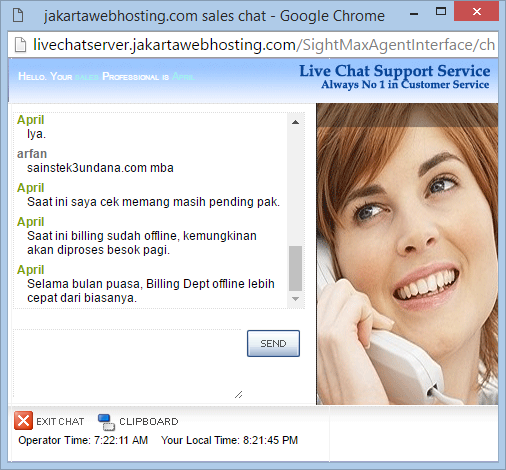 jakartawebhosting.com sales chat - Google Chrome
livechatserver.jakartawebhosting.com/SightMaxAgentInterface/ch
Hello. Your sales Professional is April
Live Chat Support Service
Always No 1 in Customer Service
April
Iya.
arfan
sainstek3undana.com mba
April
Saat ini saya cek memang masih pending pak.
April
Saat ini billing sudah offline, kemungkinan
akan diproses besok pagi.
April
Selama bulan puasa, Billing Dept offline lebih
cepat dari biasanya.
SEND
EXIT CHAT CLIPBOARD
Operator Time: 7:22:11 AM Your Local Time: 8:21:45 PM